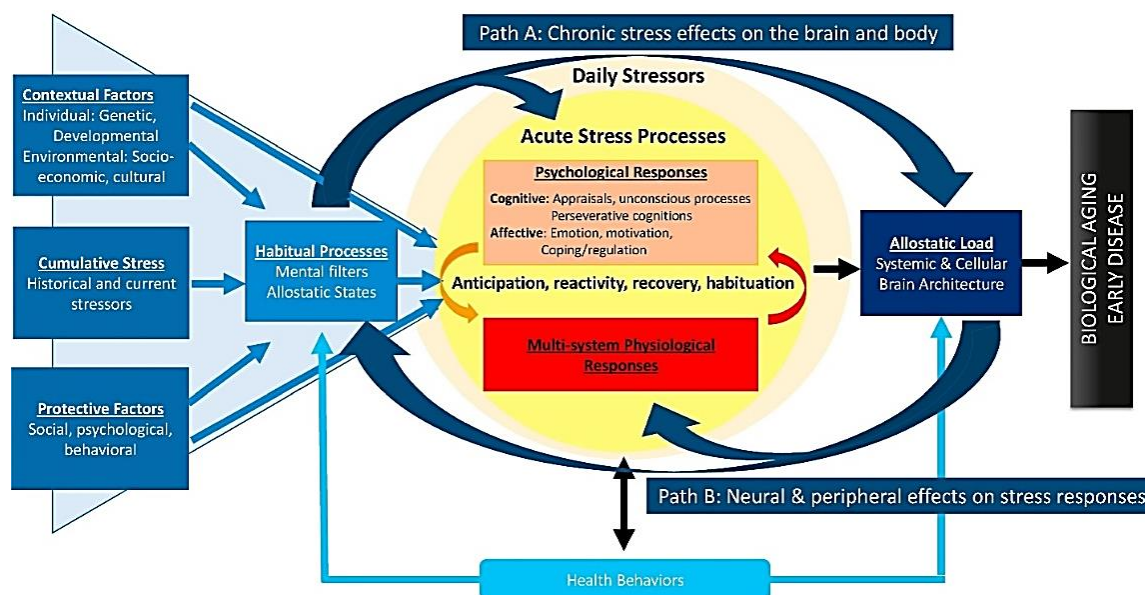 Path A: Chronic stress effects on the brain and body
Contextual Factors
Individual: Genetic,
Developmental
Environmental: Socio-
economic, cultural
Cumulative Stress
Historical and current
stressors
Protective Factors
Social, psychological,
behavioral
Habitual Processes
Mental filters
Allostatic States
Daily Stressors
Acute Stress Processes
Psychological Responses
Cognitive: Appraisals, unconscious processes
Perseverative cognitions
Affective: Emotion, motivation,
Coping/regulation
Anticipation, reactivity, recovery, habituation
Multi-system Physiological
Responses
Allostatic Load
Systemic & Cellular
Brain Architecture
BIOLOGICAL AGING
EARLY DISEASE
Path B: Neural & peripheral effects on stress responses
Health Behaviors